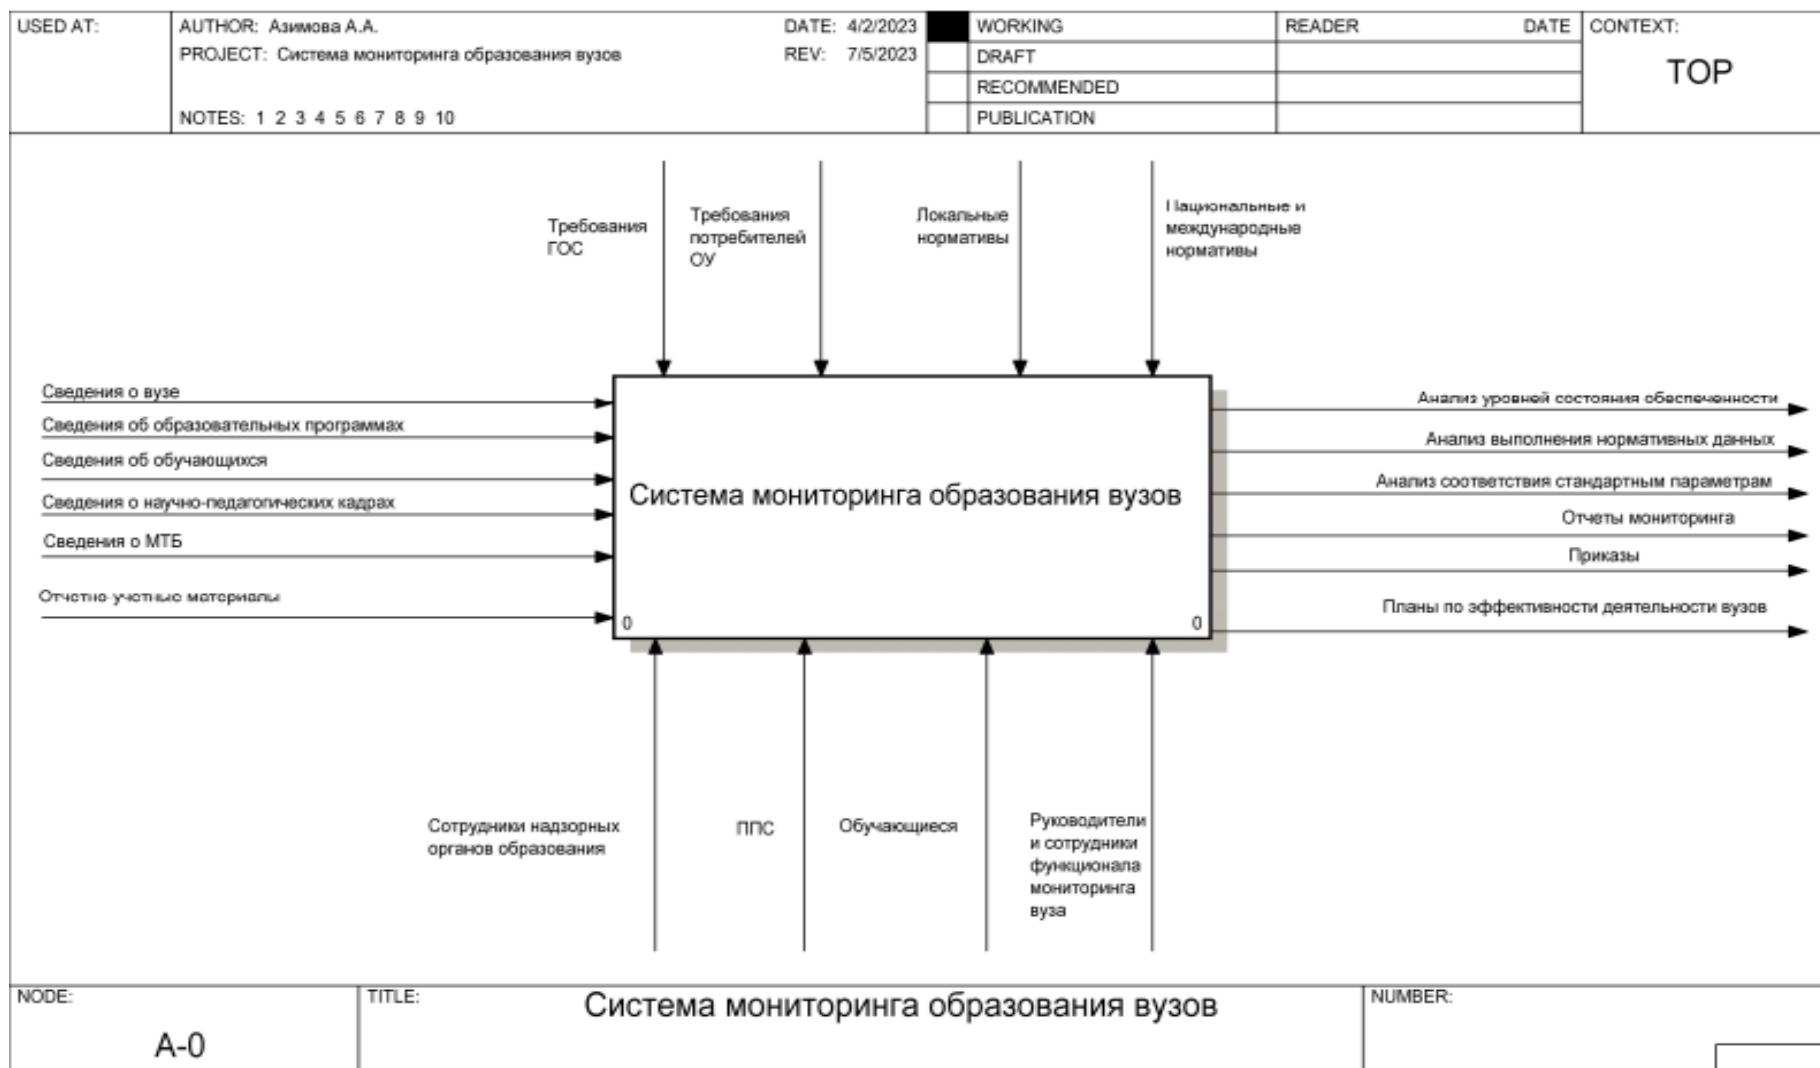 USED AT:
AUTHOR: Азимова А.А.
DATE: 4/2/2023
PROJECT: Система мониторинга образования вузов
REV: 7/5/2023
NOTES: 1 2 3 4 5 6 7 8 9 10
WORKING
DRAFT
RECOMMENDED
PUBLICATION
READER
DATE
CONTEXT:
TOP
Требования
ГОС
Требования
потребителей
ОУ
Локальные
нормативы
Национальные и
международные
нормативы
Сведения о вузе
Сведения об образовательных программах
Сведения об обучающихся
Сведения о научно-педагогических кадрах
Сведения о МТБ
Отчетно-учетные материалы
Система мониторинга образования вузов
0
0
Анализ уровней состояния обеспеченности
Анализ выполнения нормативных данных
Анализ соответствия стандартным параметрам
Отчеты мониторинга
Приказы
Планы по эффективности деятельности вузов
Сотрудники надзорных
органов образования
ППС
Обучающиеся
Руководители
и сотрудники
функционала
мониторинга
вуза
NODE:
A-0
TITLE:
Система мониторинга образования вузов
NUMBER: